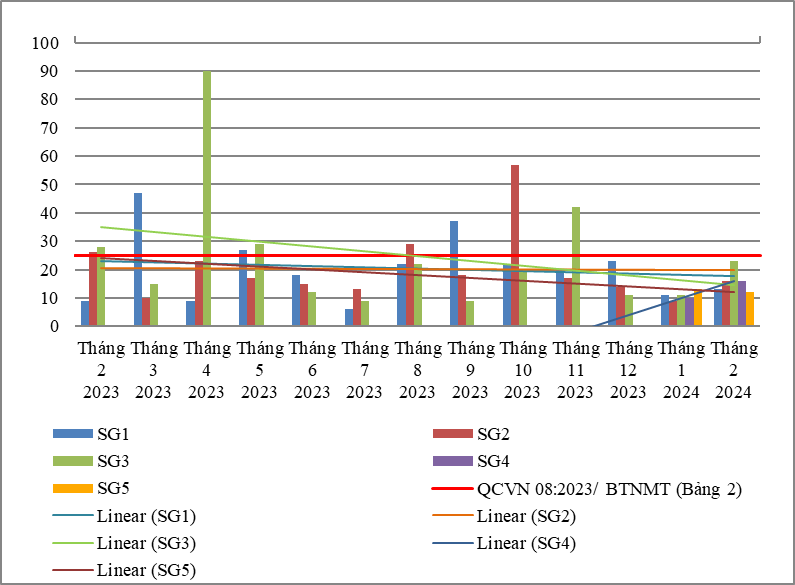 100
90
80
70
60
50
40
30
20
10
0
Tháng Tháng Tháng Tháng Tháng Tháng Tháng Tháng Tháng Tháng Tháng Tháng Tháng
2 3 4 5 6 7 8 9 10 11 12 1 2
2023 2023 2023 2023 2023 2023 2023 2023 2023 2023 2023 2024 2024
SG1 SG2
SG3 SG4
SG5 QCVN 08:2023/ BTNMT (Bảng 2)
Linear (SG1) Linear (SG2)
Linear (SG3) Linear (SG4)
Linear (SG5)